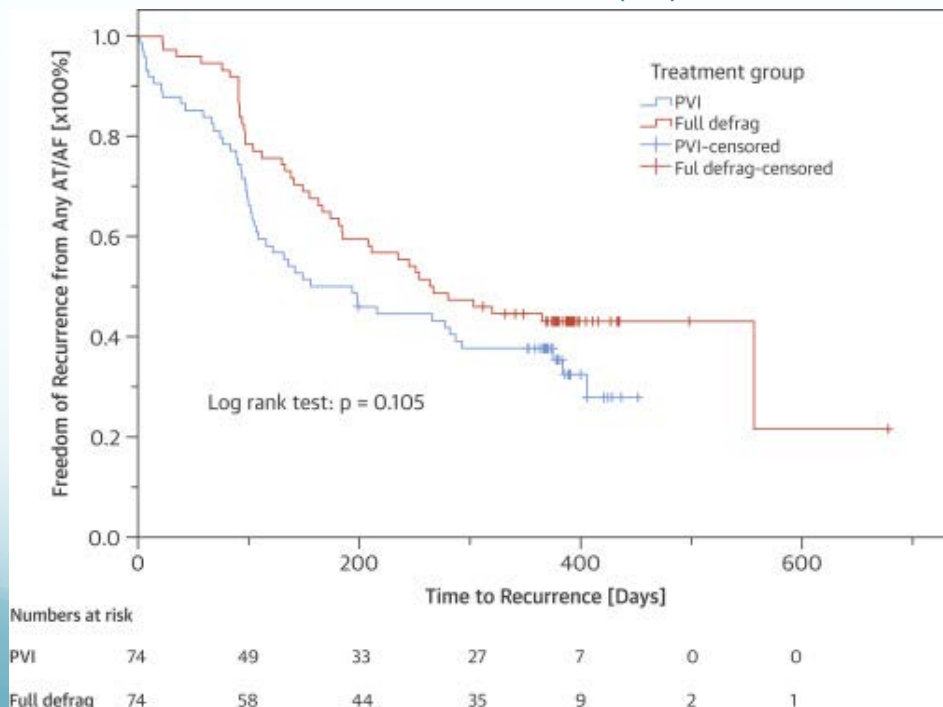 Treatment group
PVI
Full defrag
PVI-censored
Ful defrag-censored
Freedom of Recurrence from Any AT/AF [x100%]
1.0
0.8
0.6
0.4
0.2
0.0
Log rank test: p = 0.105
0 200 400 600
Time to Recurrence [Days]
Numbers at risk
PVI 74 49 33 27 7 0 0
Full defrag 74 58 44 35 9 2 1